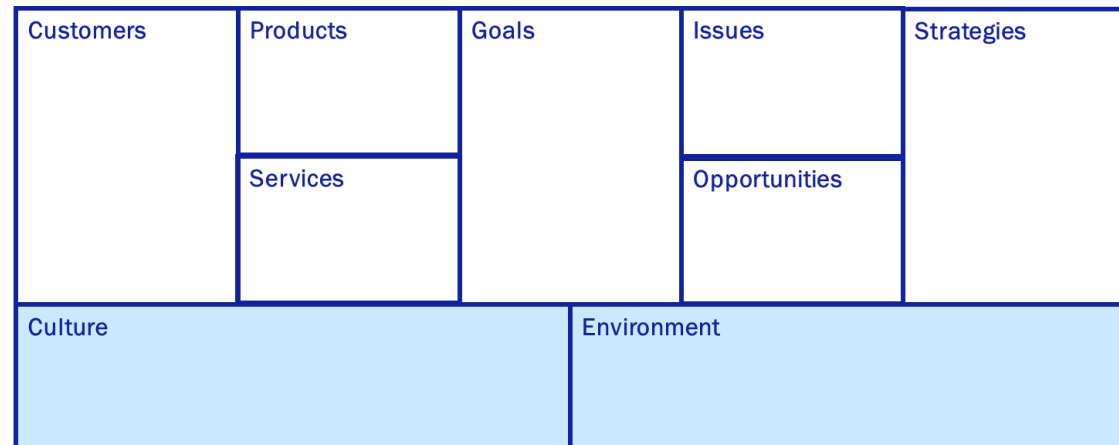 Customers
Products
Goals
Issues
Strategies
Services
Opportunities
Culture
Environment